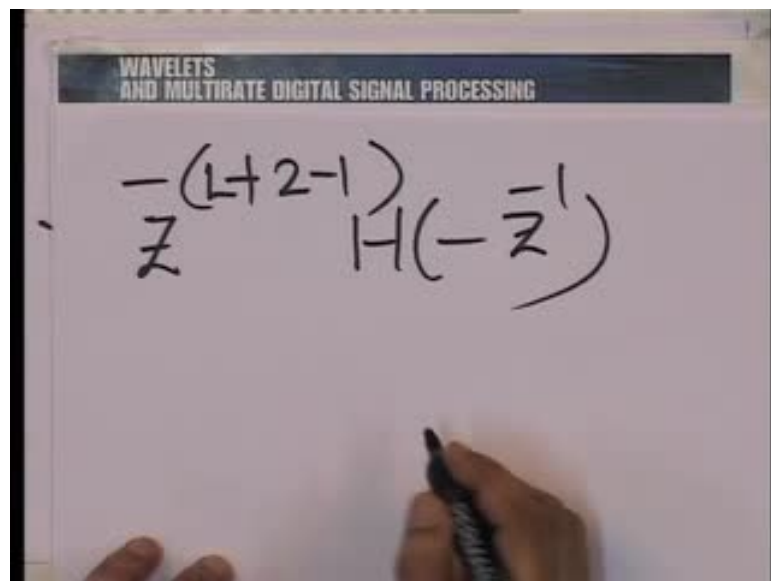 WAVELETS
AND MULTIRATE DIGITAL SIGNAL PROCESSING
z^{-(L+2-1)} H(-z^{-1})